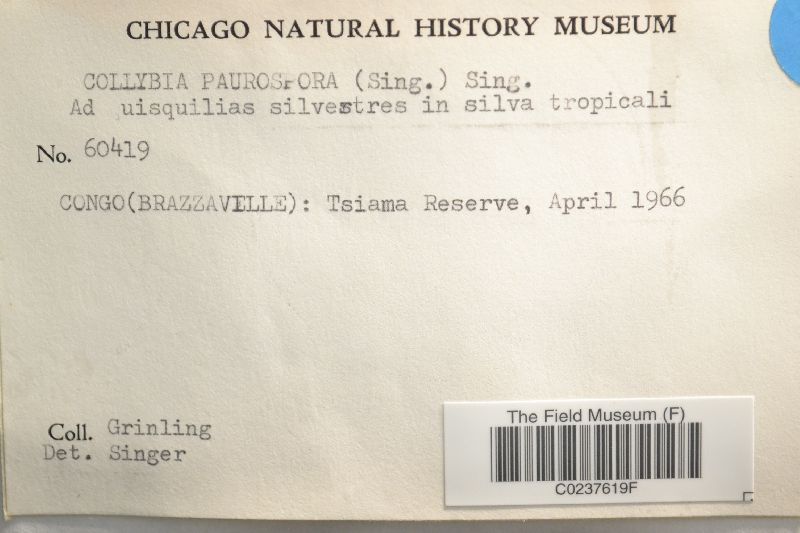 CHICAGO NATURAL HISTORY MUSEUM
COLLYBIA PAUROSPORA (Sing.) Sing.
Ad uisquilias silvestres in silva tropicali
No. 60419
CONGO(BRAZZAVILLE): Tsiama Reserve, April 1966
Coll. Grinling
Det. Singer
The Field Museum (F)
C0237619F